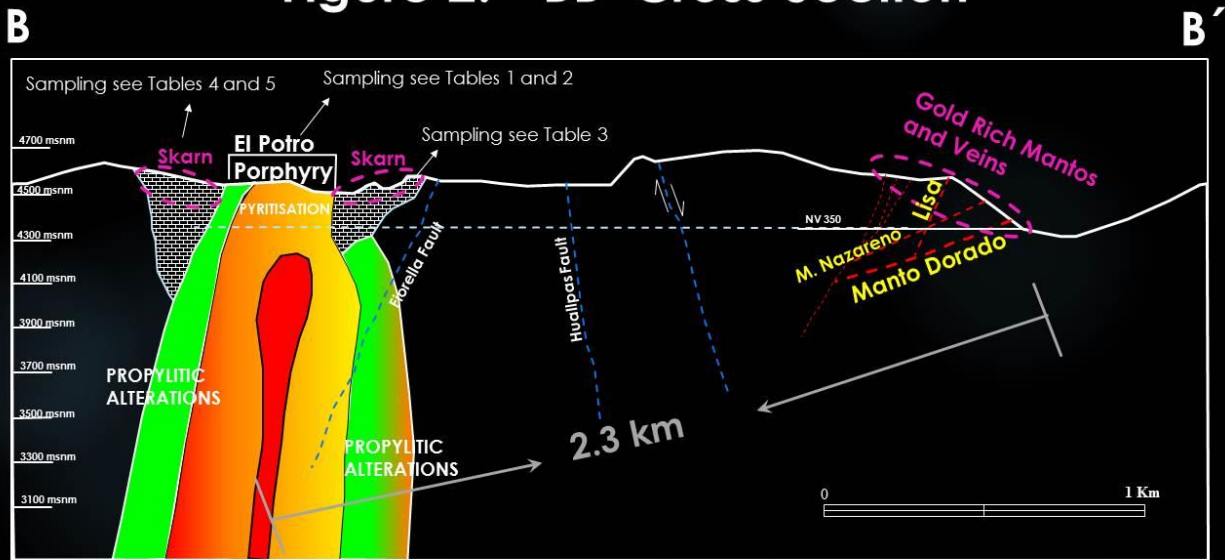 B
B´
Sampling see Tables 4 and 5
Sampling see Tables 1 and 2
Sampling see Table 3
El Potro
Porphyry
Skarn
Skarn
Gold Rich Mantos
and Veins
4700 msnm
4500 msnm
4300 msnm
4100 msnm
3900 msnm
3700 msnm
3500 msnm
3300 msnm
3100 msnm
PYRITISATION
NV 350
Lisa
M. Nazareno
Manto Dorado
Fiorella Fault
Huallpas Fault
PROPYLITIC
ALTERATIONS
PROPYLITIC
ALTERATIONS
2.3 km
0
1 Km